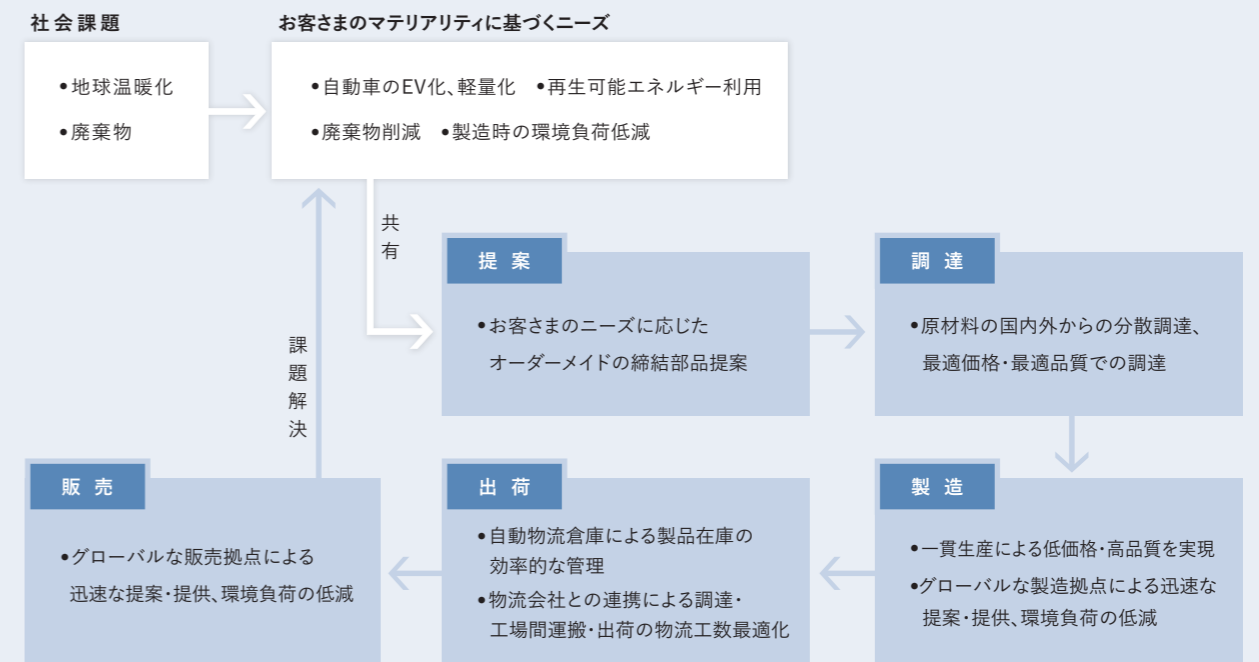 社会課題
•地球温暖化
•廃棄物
お客さまのマテリアリティに基づくニーズ
•自動車のEV化、軽量化 •再生可能エネルギー利用
•廃棄物削減 •製造時の環境負荷低減
共有
提案
•お客さまのニーズに応じた
オーダーメイドの締結部品提案
調達
•原材料の国内外からの分散調達、
最適価格・最適品質での調達
製造
•一貫生産による低価格・高品質を実現
•グローバルな製造拠点による迅速な
提案・提供、環境負荷の低減
出荷
•自動物流倉庫による製品在庫の
効率的な管理
•物流会社との連携による調達・
工場間運搬・出荷の物流工数最適化
販売
•グローバルな販売拠点による
迅速な提案・提供、環境負荷の低減
課題解決